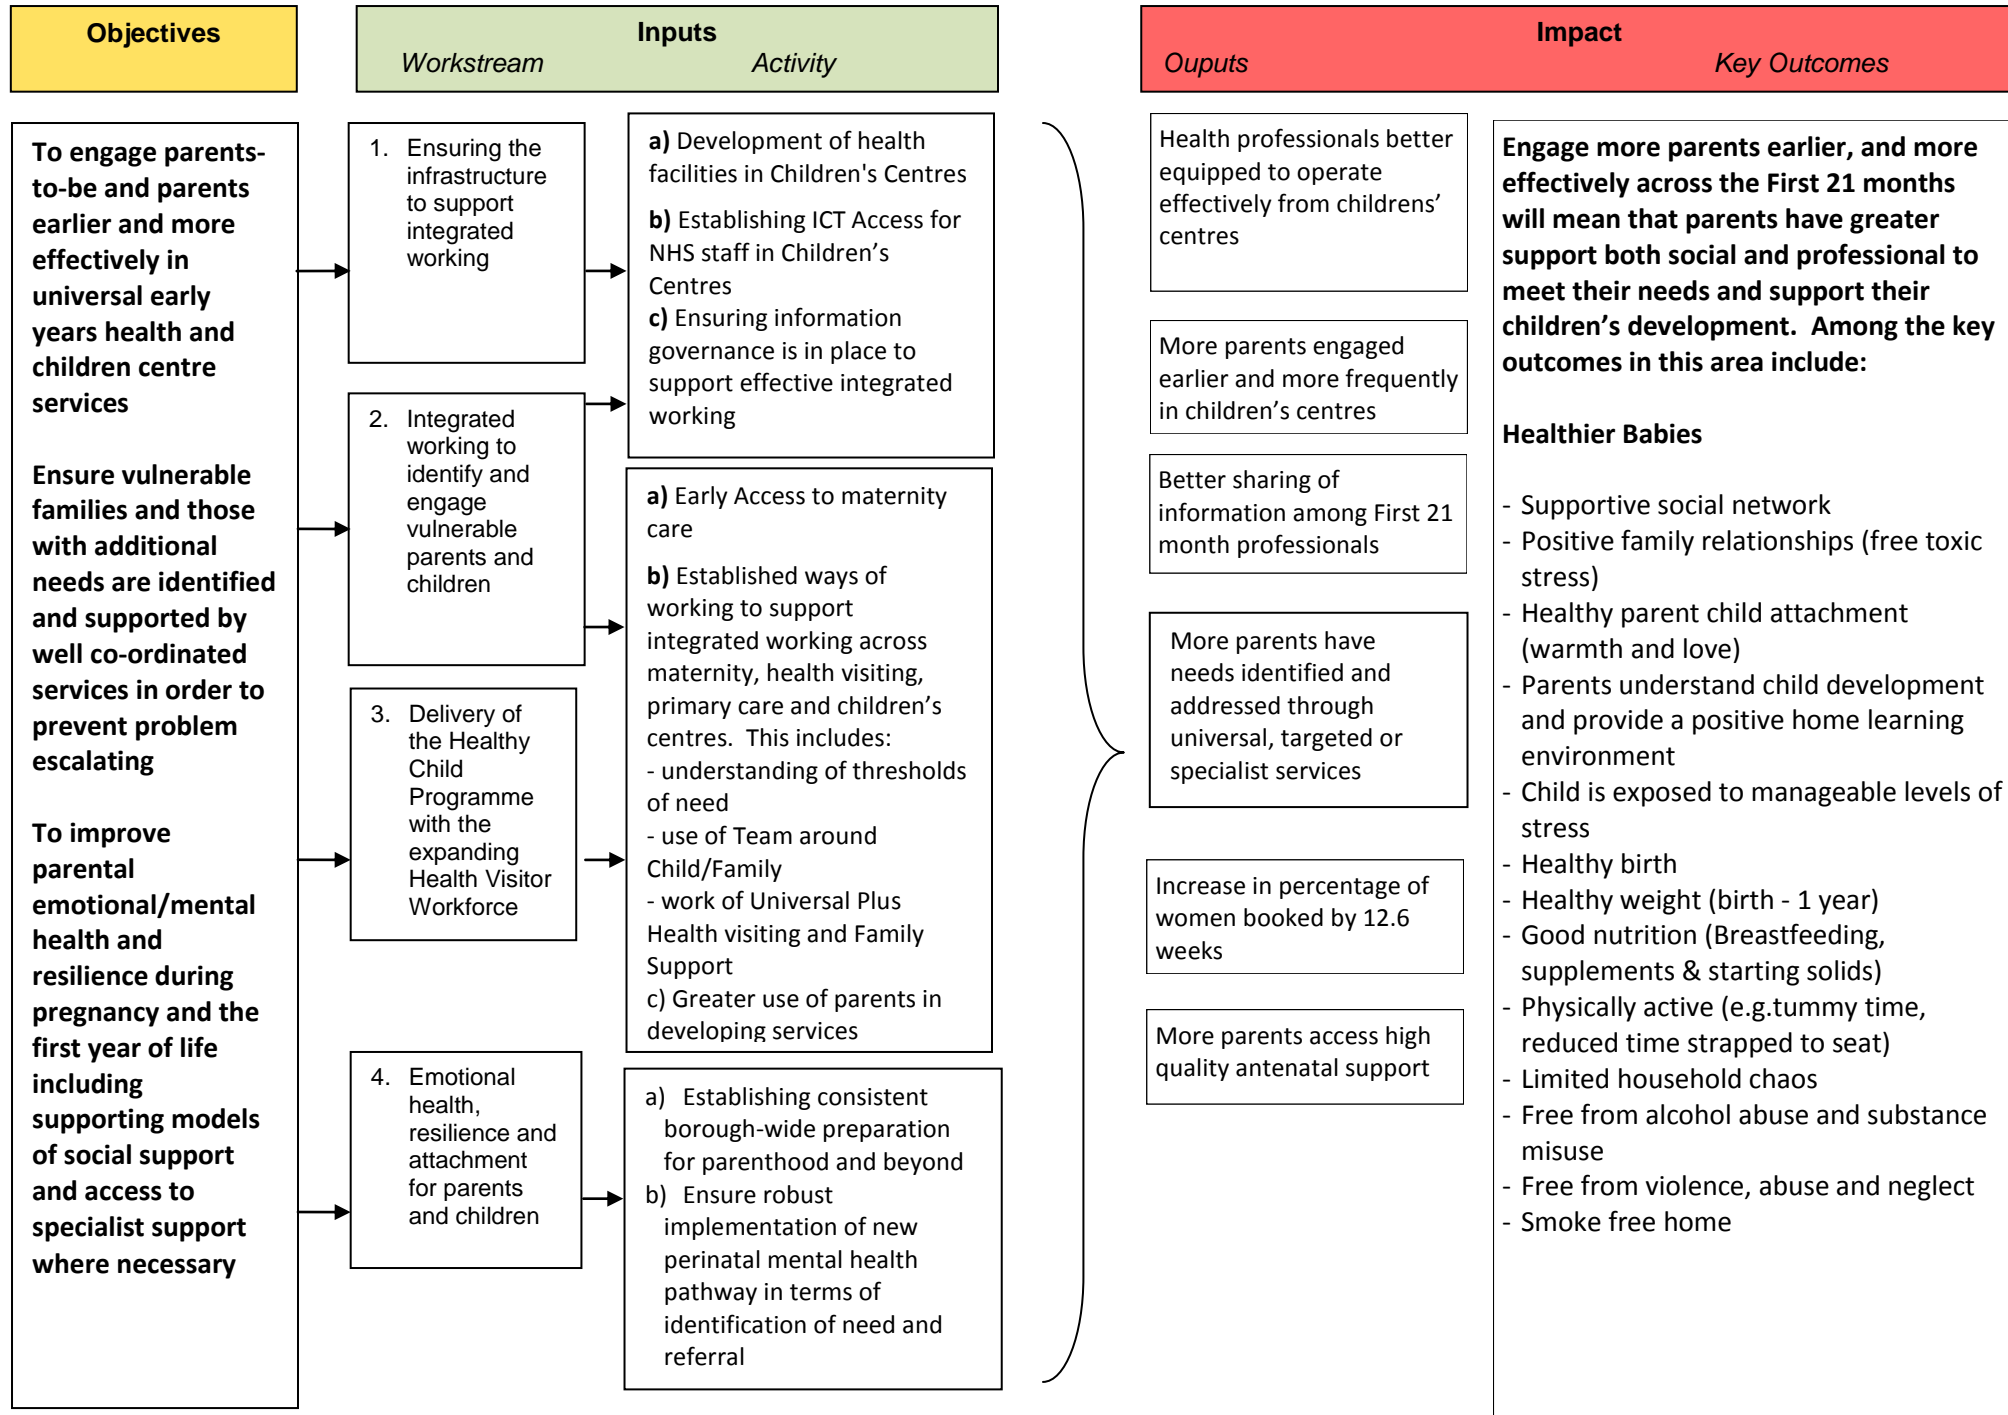 Objectives
Inputs
Workstream
Activity
Impact
Ouputs
Key Outcomes
To engage parents-
to-be and parents
earlier and more
effectively in
universal early
years health and
children centre
services
Ensure vulnerable
families and those
with additional
needs are identified
and supported by
well co-ordinated
services in order to
prevent problem
escalating
To improve
parental
emotional/mental
health and
resilience during
pregnancy and the
first year of life
including
supporting models
of social support
and access to
specialist support
where necessary
1. Ensuring the
infrastructure
to support
integrated
working
2. Integrated
working to
identify and
engage
vulnerable
parents and
children
3. Delivery of
the Healthy
Child
Programme
with the
expanding
Health Visitor
Workforce
4. Emotional
health,
resilience and
attachment
for parents
and children
a) Development of health
facilities in Children's Centres
b) Establishing ICT Access for
NHS staff in Children’s
Centres
c) Ensuring information
governance is in place to
support effective integrated
working
a) Early Access to maternity
care
b) Established ways of
working to support
integrated working across
maternity, health visiting,
primary care and children’s
centres.  This includes:
- understanding of thresholds
of need
- use of Team around
Child/Family
- work of Universal Plus
Health visiting and Family
Support
c) Greater use of parents in
developing services
a) Establishing consistent
borough-wide preparation
for parenthood and beyond
b) Ensure robust
implementation of new
perinatal mental health
pathway in terms of
identification of need and
referral
Health professionals better
equipped to operate
effectively from childrens’
centres
More parents engaged
earlier and more frequently
in children’s centres
Better sharing of
information among First 21
month professionals
More parents have
needs identified and
addressed through
universal, targeted or
specialist services
Increase in percentage of
women booked by 12.6
weeks
More parents access high
quality antenatal support
Engage more parents earlier, and more
effectively across the First 21 months
will mean that parents have greater
support both social and professional to
meet their needs and support their
children’s development.  Among the key
outcomes in this area include:
Healthier Babies
- Supportive social network
- Positive family relationships (free toxic
stress)
- Healthy parent child attachment
(warmth and love)
- Parents understand child development
and provide a positive home learning
environment
- Child is exposed to manageable levels of
stress
- Healthy birth
- Healthy weight (birth - 1 year)
- Good nutrition (Breastfeeding,
supplements & starting solids)
- Physically active (e.g.tummy time,
reduced time strapped to seat)
- Limited household chaos
- Free from alcohol abuse and substance
misuse
- Free from violence, abuse and neglect
- Smoke free home